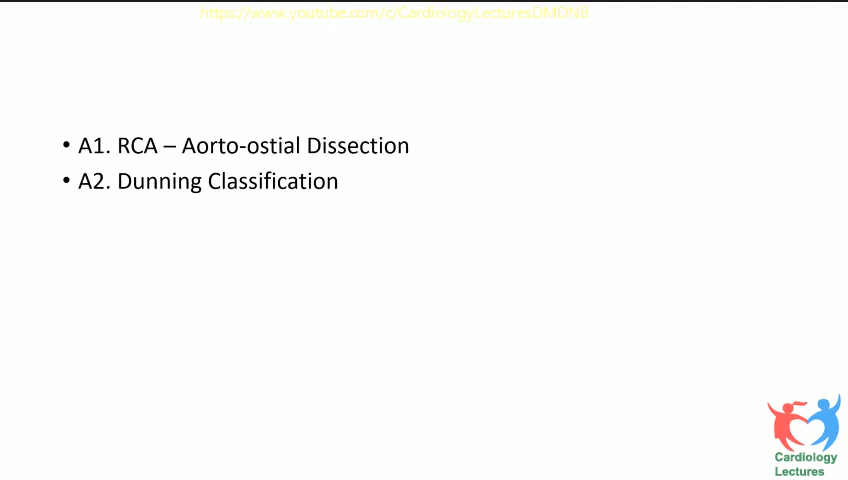 https://www.youtube.com/c/CardiologyLecturesDMDNB
• A1. RCA – Aorto-ostial Dissection
• A2. Dunning Classification
Cardiology
Lectures